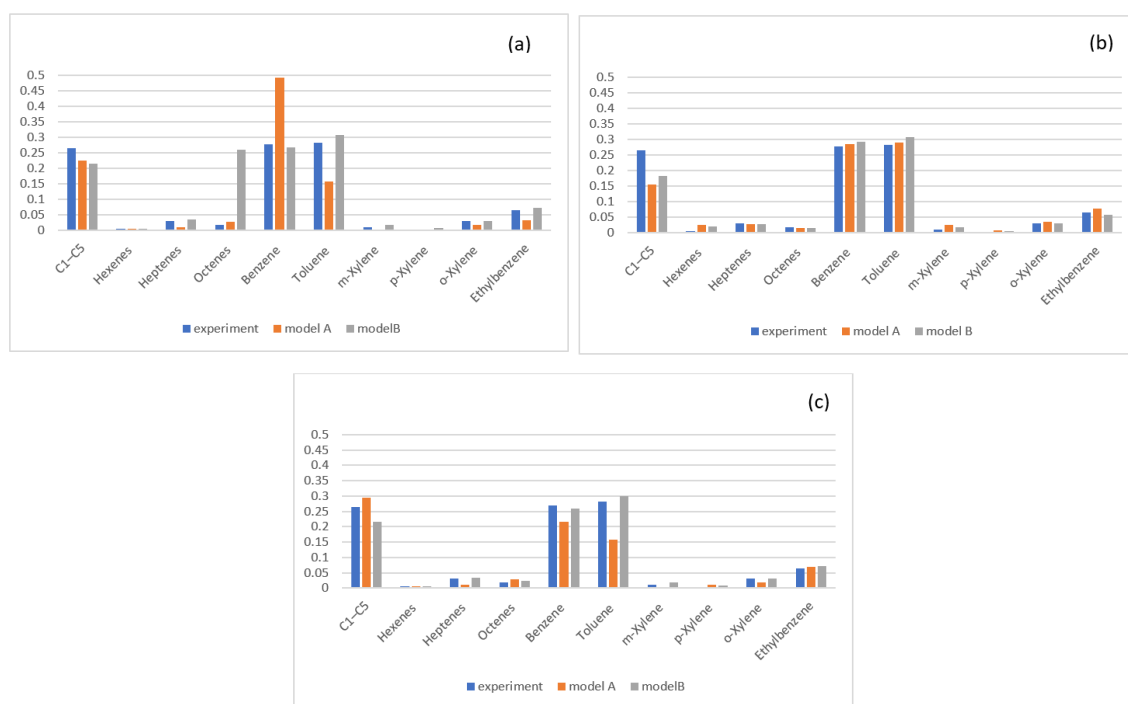 (a)
0.5
0.45
0.4
0.35
0.3
0.25
0.2
0.15
0.1
0.05
0
C1–C5
Hexenes
Heptenes
Octenes
Benzene
Toluene
m-Xylene
p-Xylene
o-Xylene
Ethylbenzene
experiment model A modelB
(b)
0.5
0.45
0.4
0.35
0.3
0.25
0.2
0.15
0.1
0.05
0
C1–C5
Hexenes
Heptenes
Octenes
Benzene
Toluene
m-Xylene
p-Xylene
o-Xylene
Ethylbenzene
experiment model A model B
(c)
0.5
0.45
0.4
0.35
0.3
0.25
0.2
0.15
0.1
0.05
0
C1–C5
Hexenes
Heptenes
Octenes
Benzene
Toluene
m-Xylene
p-Xylene
o-Xylene
Ethylbenzene
experiment model A modelB